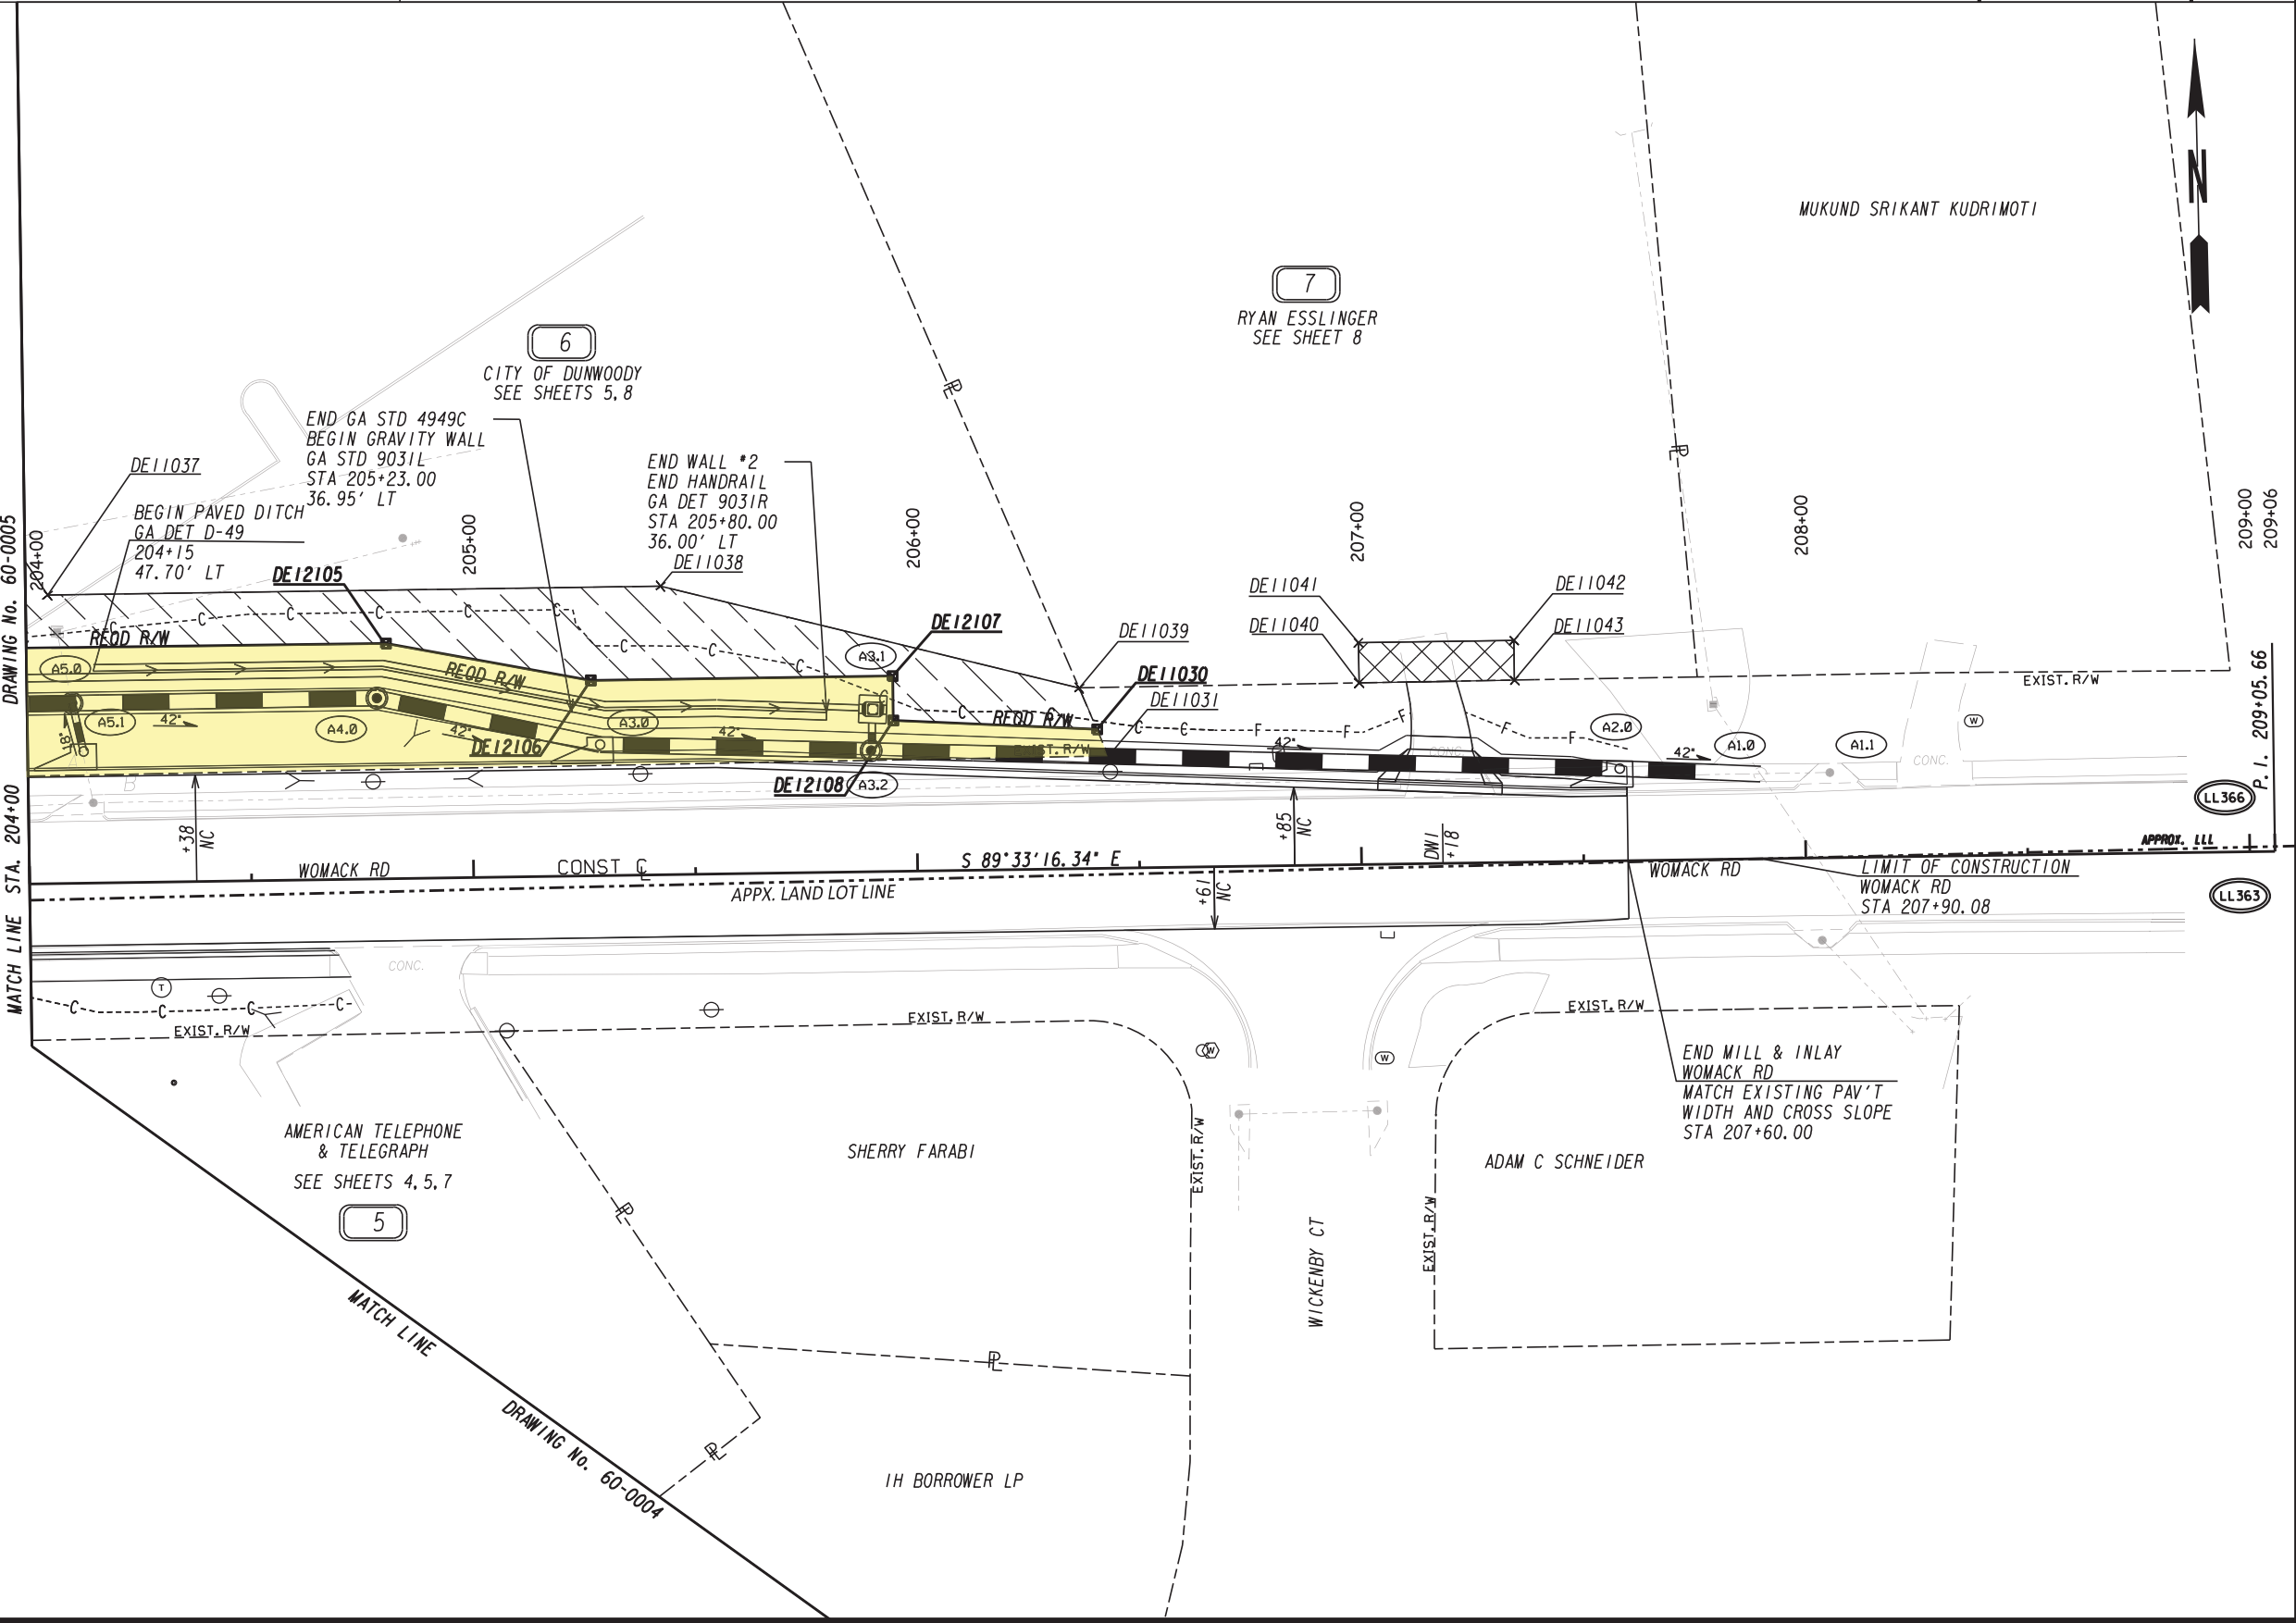 N
MUKUND SRIKANT KUDRIMOTI
7
RYAN ESSLINGER
SEE SHEET 8
6
CITY OF DUNWOODY
SEE SHEETS 5,8
P L
P L
END GA STD 4949C
BEGIN GRAVITY WALL
GA STD 9031L
STA 205+23.00
36.95' LT
DE11037
END WALL #2
END HANDRAIL
GA DET 9031R
STA 205+80.00
36.00' LT
DE11038
BEGIN PAVED DITCH
GA DET D-49
204+15
47.70' LT
DE12105
204+00
205+00
206+00
207+00
208+00
209+00
209+06
DE11041
DE11042
DE11040
DE11043
DE12107
DE11039
DE11030
DE11031
REQD R/W
REQD R/W
REQD R/W
A5.0
A5.1
A4.0
A3.0
A3.1
A3.2
A2.0
A1.0
A1.1
18"
42"
42"
42"
42"
42"
C C C C C C C C C C C C C
F F F F F
EXIST.R/W
EXIST.R/W
DE12106
DE12108
CONC.
CONC.
W
B
P. I. 209+05.66
LL366
APPROX. LLL
DRAWING No. 60-0005
MATCH LINE STA. 204+00
+38
NC
+85
NC
DW1
+18
+61
NC
WOMACK RD
CONST CL
S 89°33'16.34" E
WOMACK RD
APPX. LAND LOT LINE
LIMIT OF CONSTRUCTION
WOMACK RD
STA 207+90.08
LL363
CONC.
T
C C C C
EXIST.R/W
EXIST.R/W
EXIST.R/W
W
W
END MILL & INLAY
WOMACK RD
MATCH EXISTING PAV'T
WIDTH AND CROSS SLOPE
STA 207+60.00
AMERICAN TELEPHONE
& TELEGRAPH
SEE SHEETS 4,5,7
5
SHERRY FARABI
EXIST.R/W
ADAM C SCHNEIDER
EXIST.R/W
WICKENBY CT
P L
P L
P L
MATCH LINE
DRAWING No. 60-0004
IH BORROWER LP